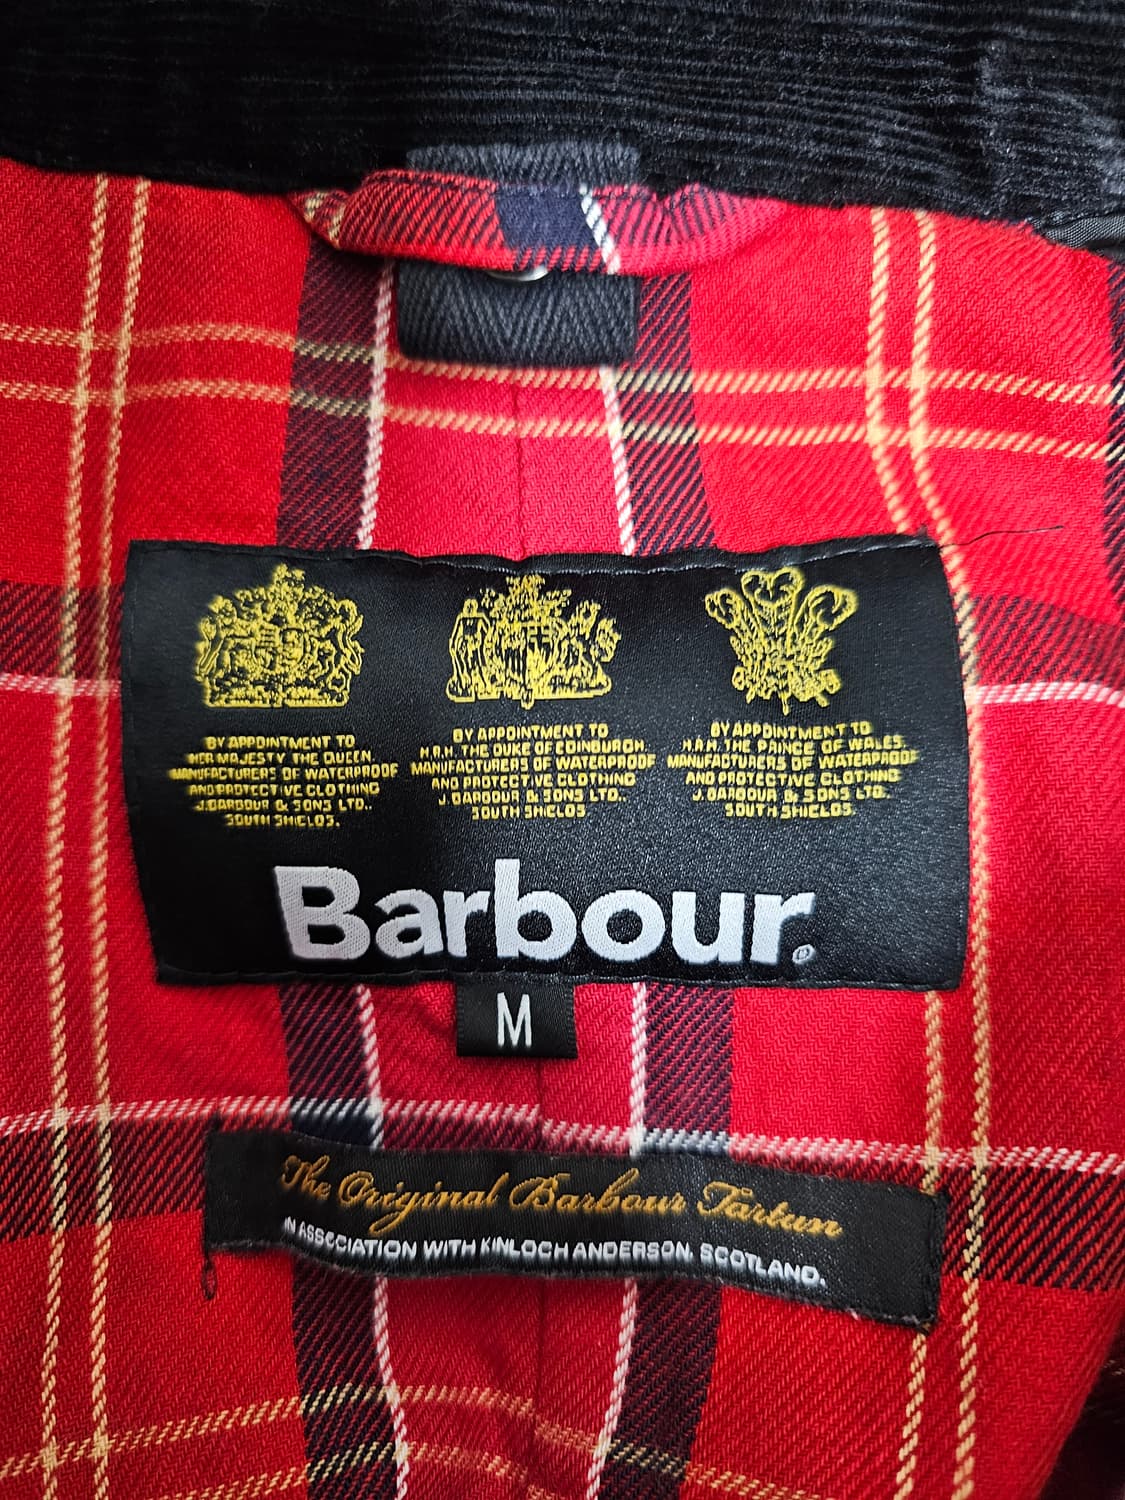 BY APPOINTMENT TO
HER MAJESTY THE QUEEN.
MANUFACTURERS OF WATERPROOF
AND PROTECTIVE CLOTHING
J.BARBOUR & SONS LTD..
SOUTH SHIELDS.
BY APPOINTMENT TO
H.R.H. THE DUKE OF EDINBURGH
MANUFACTURERS OF WATERPROOF
AND PROTECTIVE CLOTHING
J.BARBOUR & SONS LTD..
SOUTH SHIELDS
BY APPOINTMENT TO
H.R.H. THE PRINCE OF WALES.
MANUFACTURERS OF WATERPROOF
AND PROTECTIVE CLOTHING
J.BARBOUR & SONS LTD.
SOUTH SHIELDS.
Barbour.
M
The Original Barbour Tartun
IN ASSOCIATION WITH KINLOCH ANDERSON. SCOTLAND.